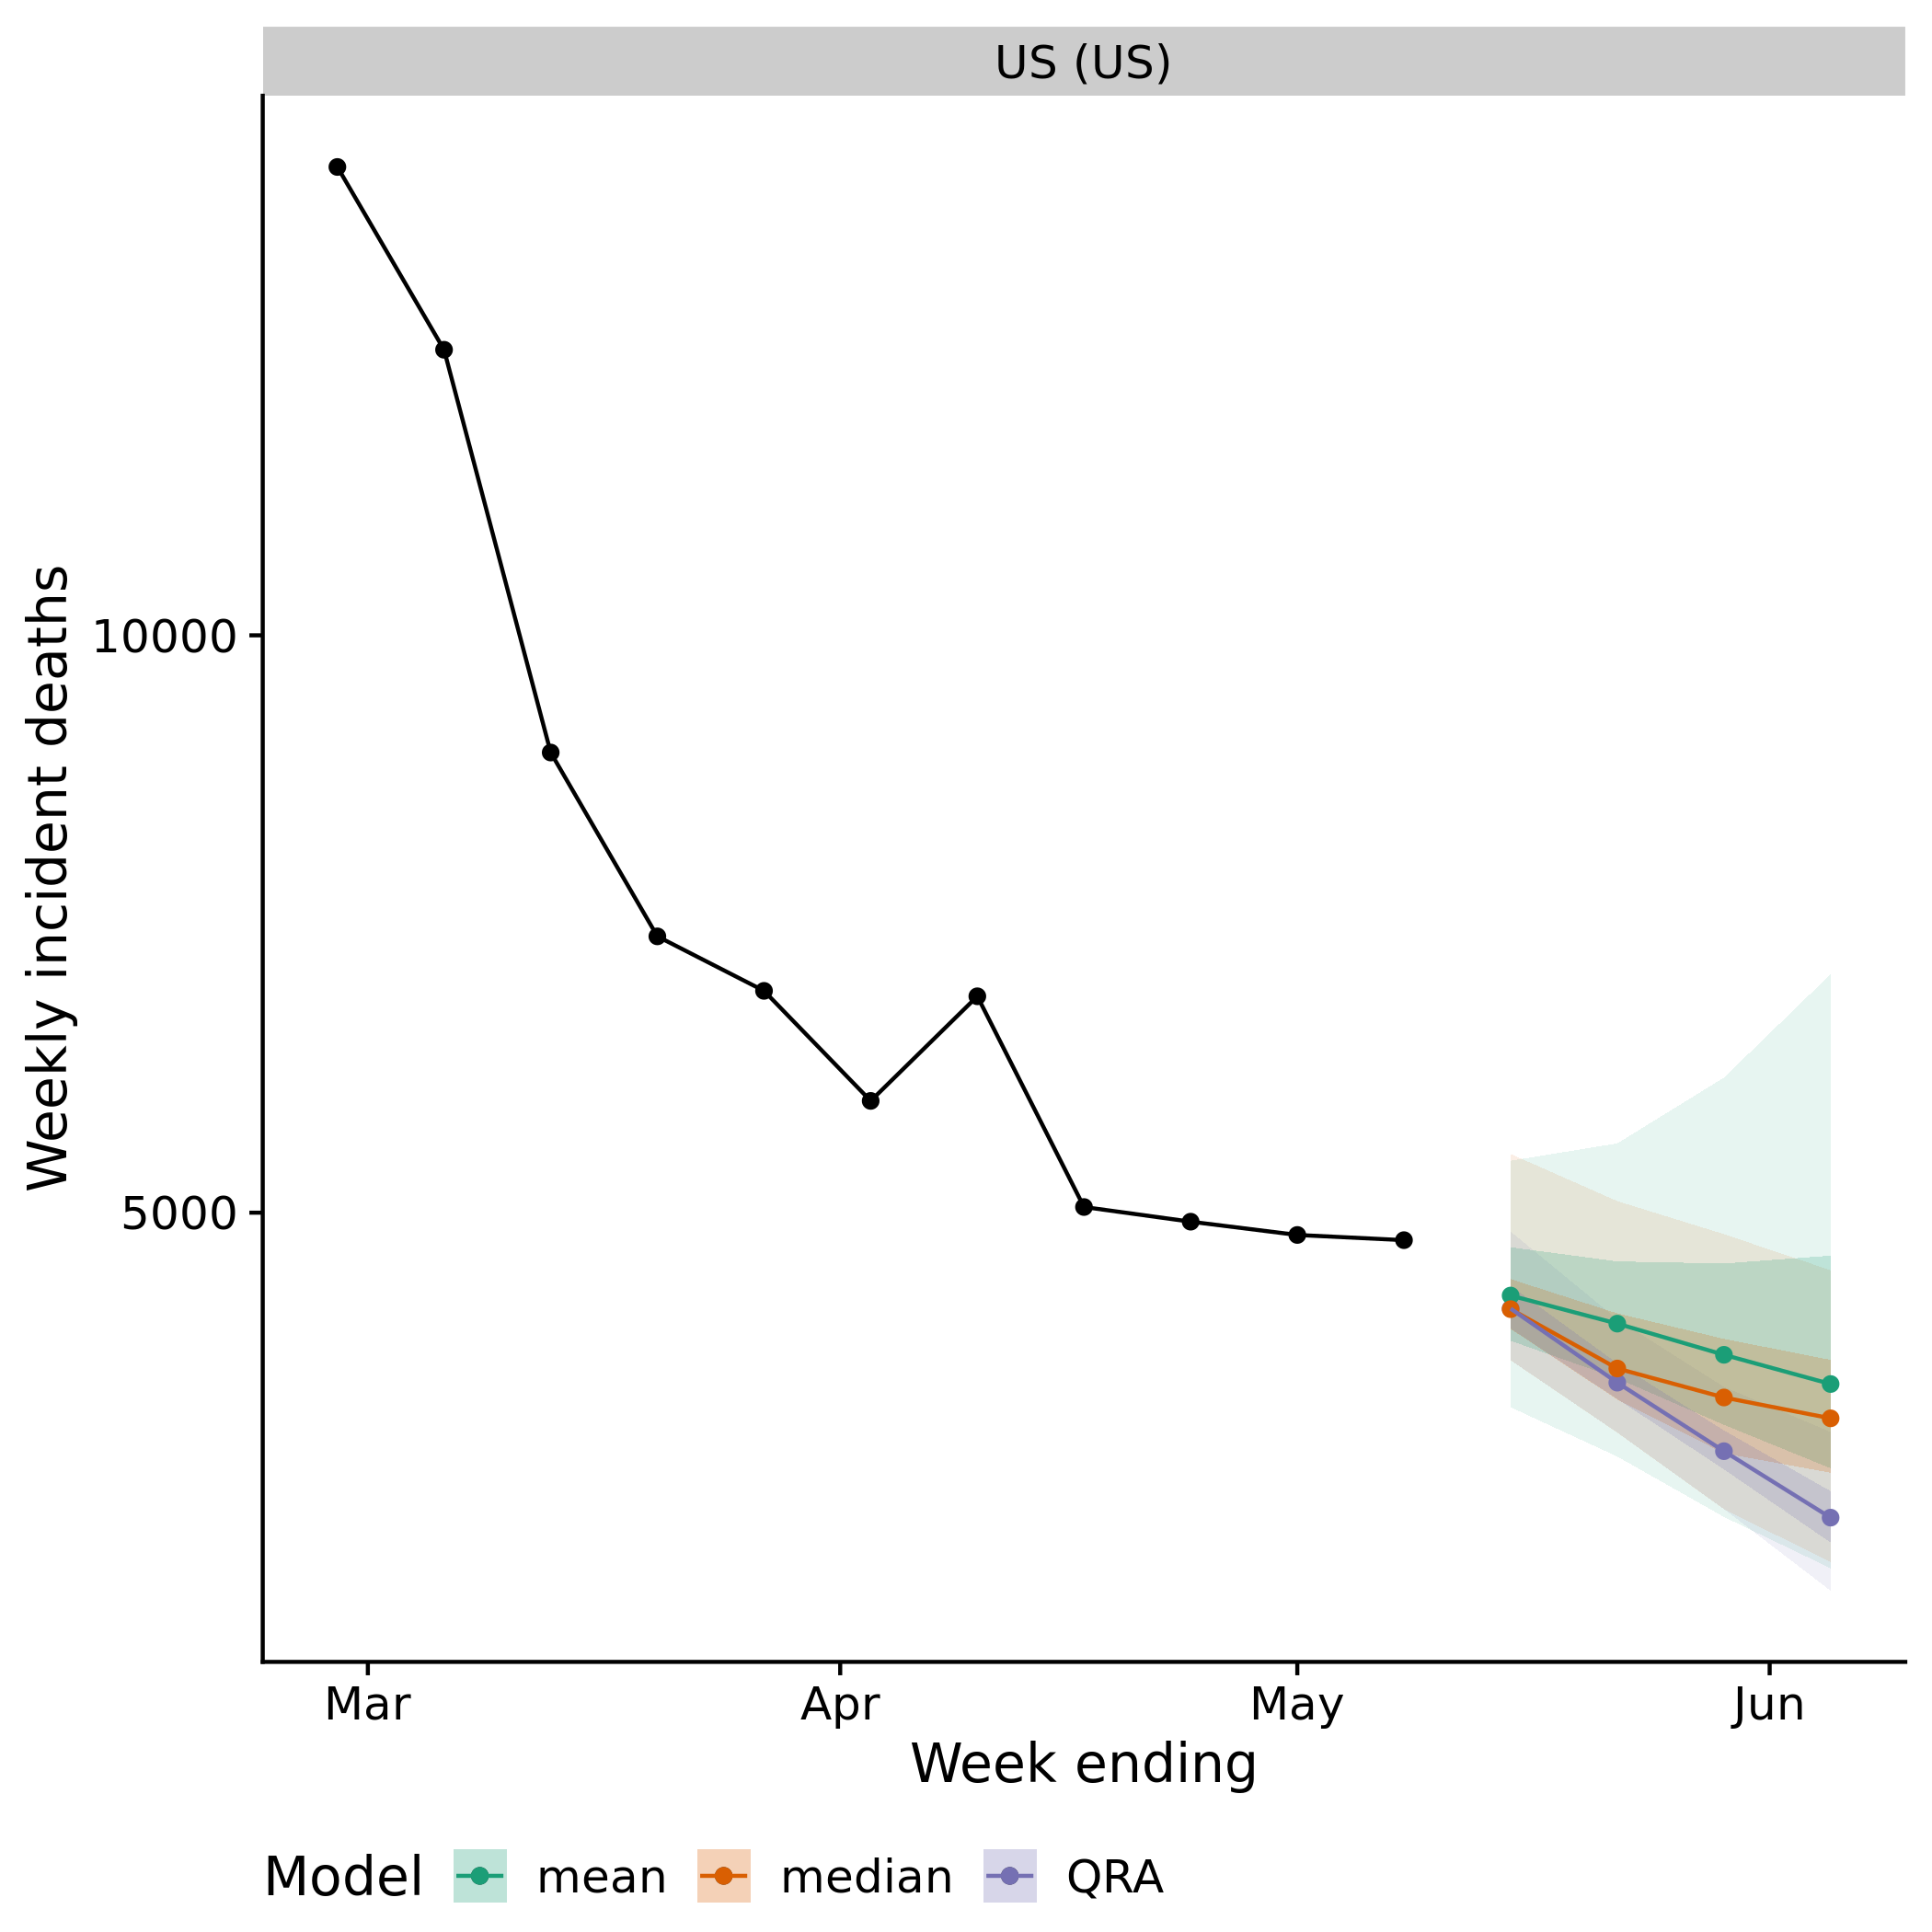 US (US)
Weekly incident deaths
10000
5000
Mar Apr May Jun
Week ending
Model mean median QRA